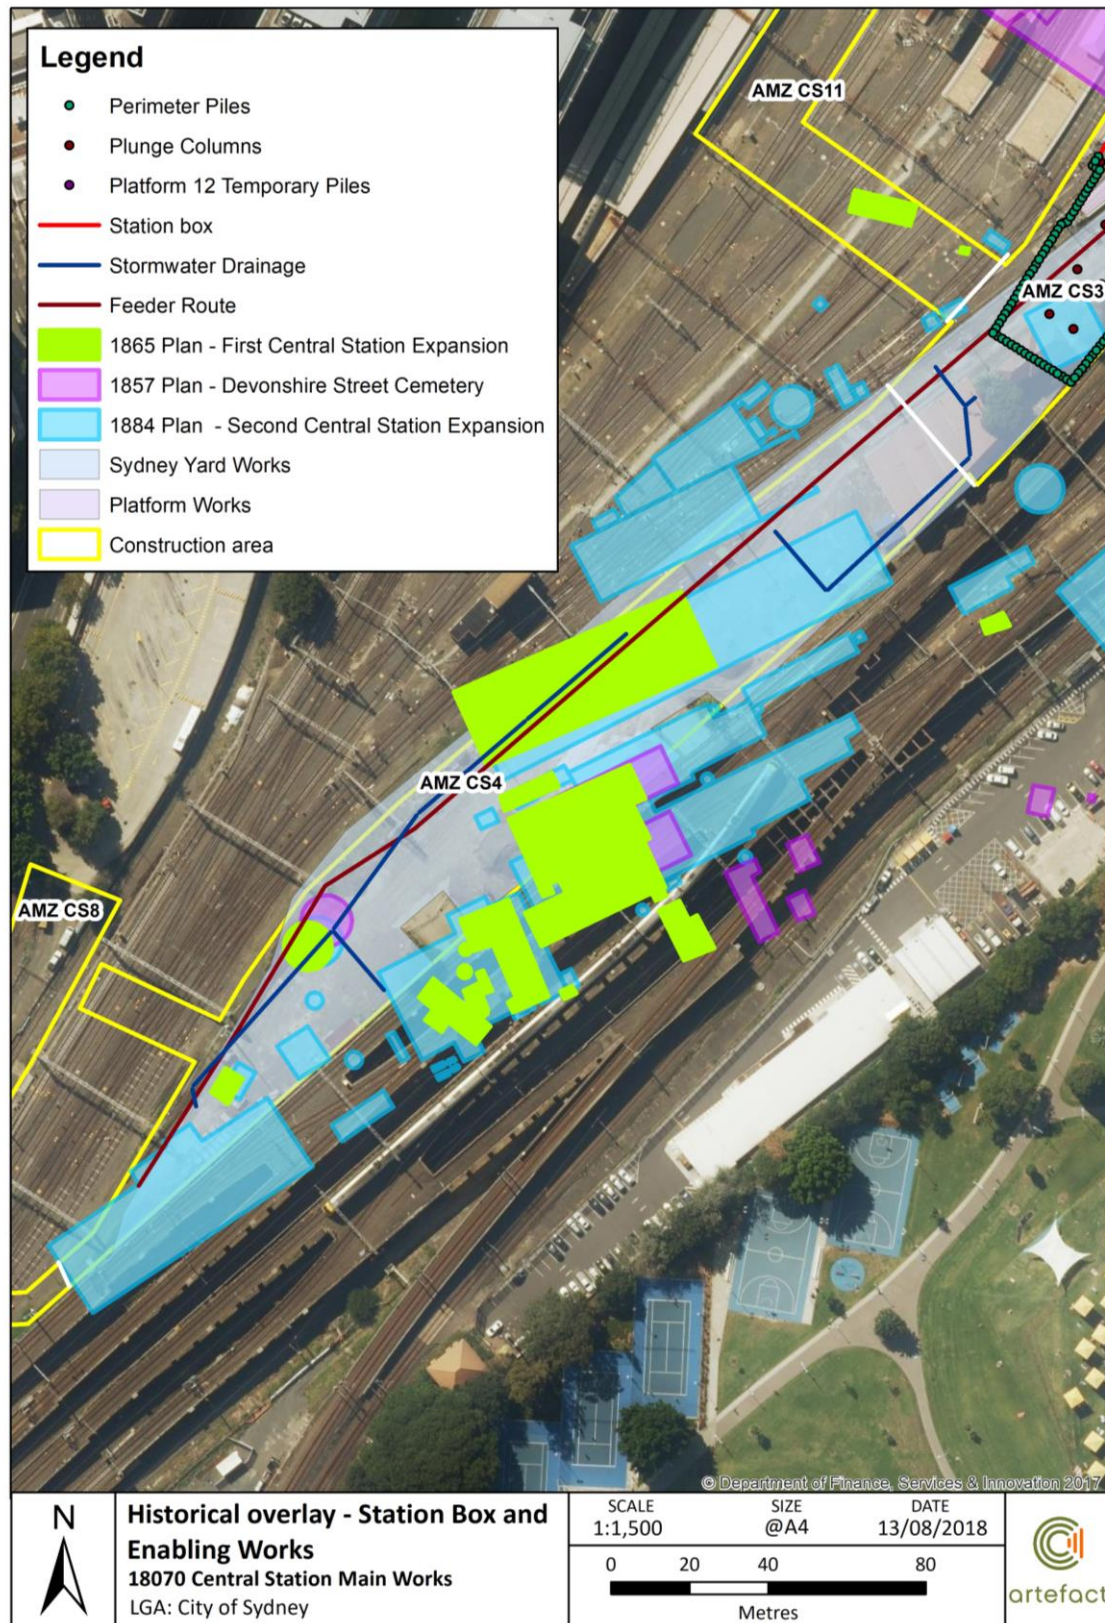 Legend
Perimeter Piles
Plunge Columns
Platform 12 Temporary Piles
Station box
Stormwater Drainage
Feeder Route
1865 Plan - First Central Station Expansion
1857 Plan - Devonshire Street Cemetery
1884 Plan - Second Central Station Expansion
Sydney Yard Works
Platform Works
Construction area
AMZ CS11
AMZ CS3
AMZ CS4
AMZ CS8
© Department of Finance, Services & Innovation 2017
N
Historical overlay - Station Box and
Enabling Works
18070 Central Station Main Works
LGA: City of Sydney
SCALE
1:1,500
SIZE
@A4
DATE
13/08/2018
0 20 40 80
Metres
artefact